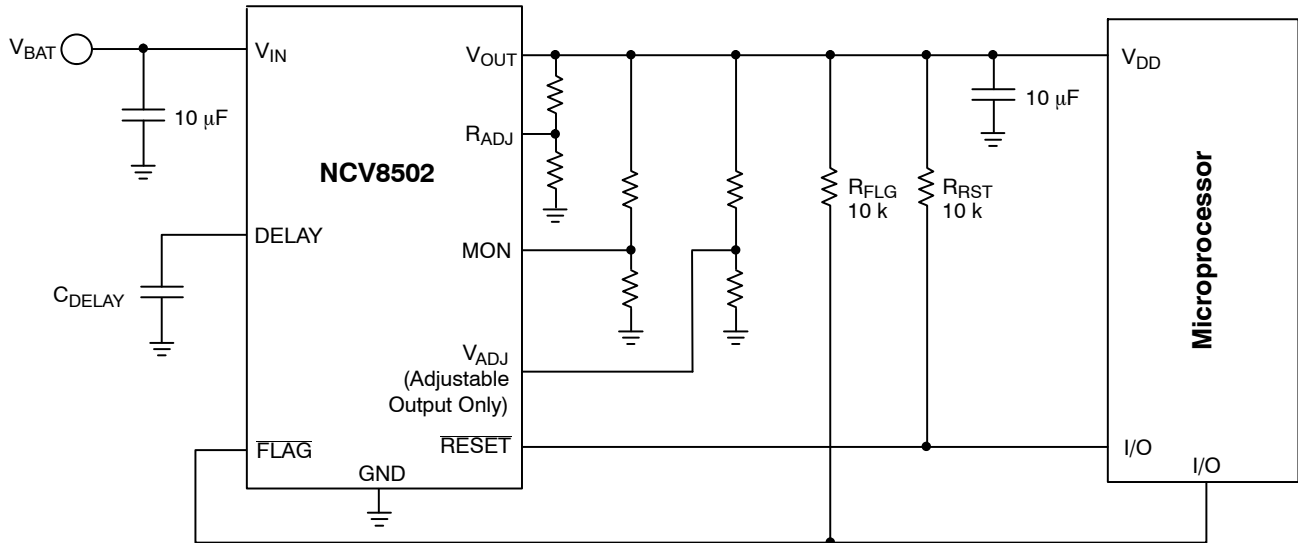 V_BAT
V_IN
10 μF
NCV8502
V_OUT
R_ADJ
DELAY
C_DELAY
MON
V_ADJ
(Adjustable
Output Only)
FLAG
RESET
GND
R_FLG
10 k
R_RST
10 k
10 μF
V_DD
Microprocessor
I/O
I/O